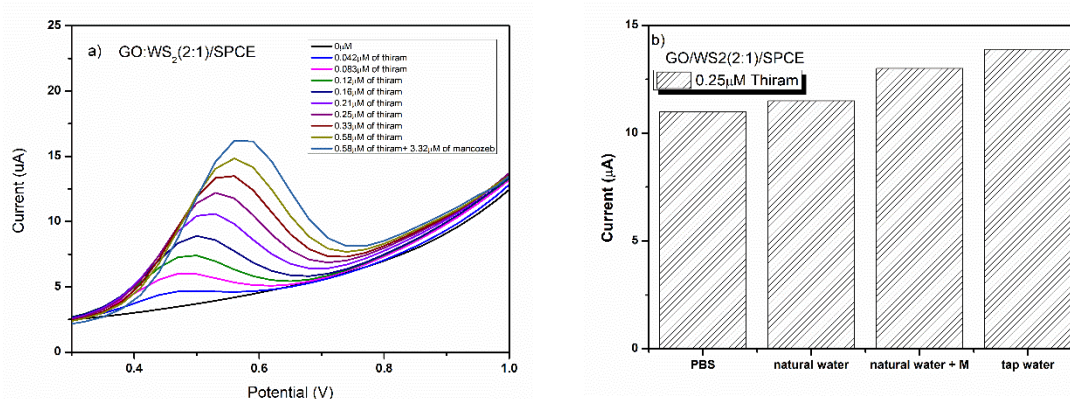 a) GO:WS₂(2:1)/SPCE
0µM
0.042µM of thiram
0.083µM of thiram
0.12µM of thiram
0.16µM of thiram
0.21µM of thiram
0.25µM of thiram
0.33µM of thiram
0.58µM of thiram
0.58µM of thiram+ 3.32µM of mancozeb
25
20
15
10
5
0
Current (uA)
0.4 0.6 0.8 1.0
Potential (V)
b)
GO/WS2(2:1)/SPCE
0.25µM Thiram
15
10
5
0
Current (µA)
PBS natural water natural water + M tap water